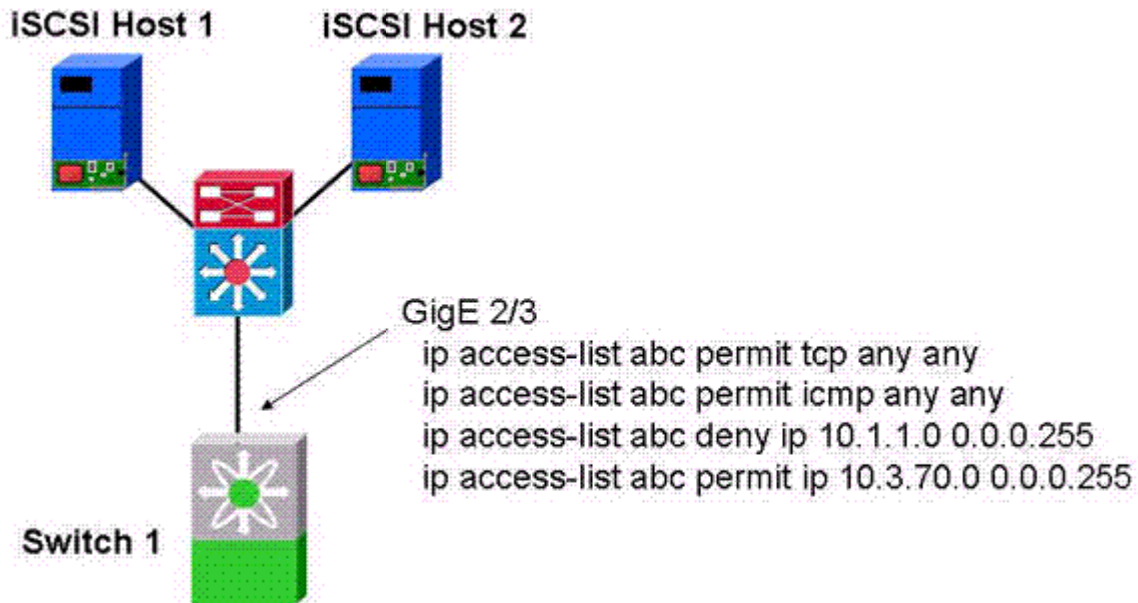 iSCSI Host 1
iSCSI Host 2
GigE 2/3
ip access-list abc permit tcp any any
ip access-list abc permit icmp any any
ip access-list abc deny ip 10.1.1.0 0.0.0.255
ip access-list abc permit ip 10.3.70.0 0.0.0.255
Switch 1